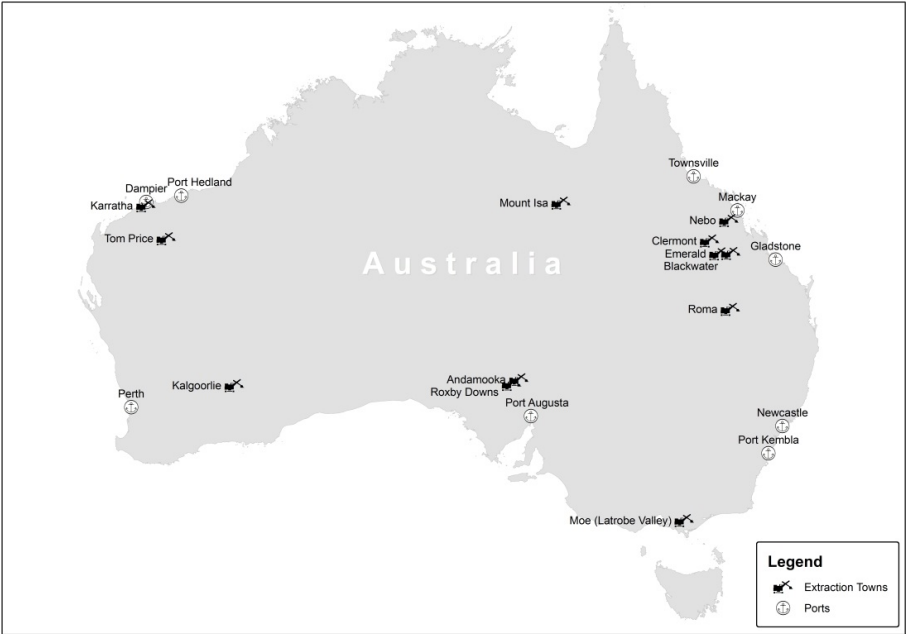 Townsville
Dampier
Port Hedland
Karratha
Mount Isa
Mackay
Nebo
Tom Price
Clermont
Gladstone
Emerald
Blackwater
Australia
Roma
Andamooka
Kalgoorlie
Roxby Downs
Perth
Port Augusta
Newcastle
Port Kembla
Moe (Latrobe Valley)
Legend
Extraction Towns
Ports